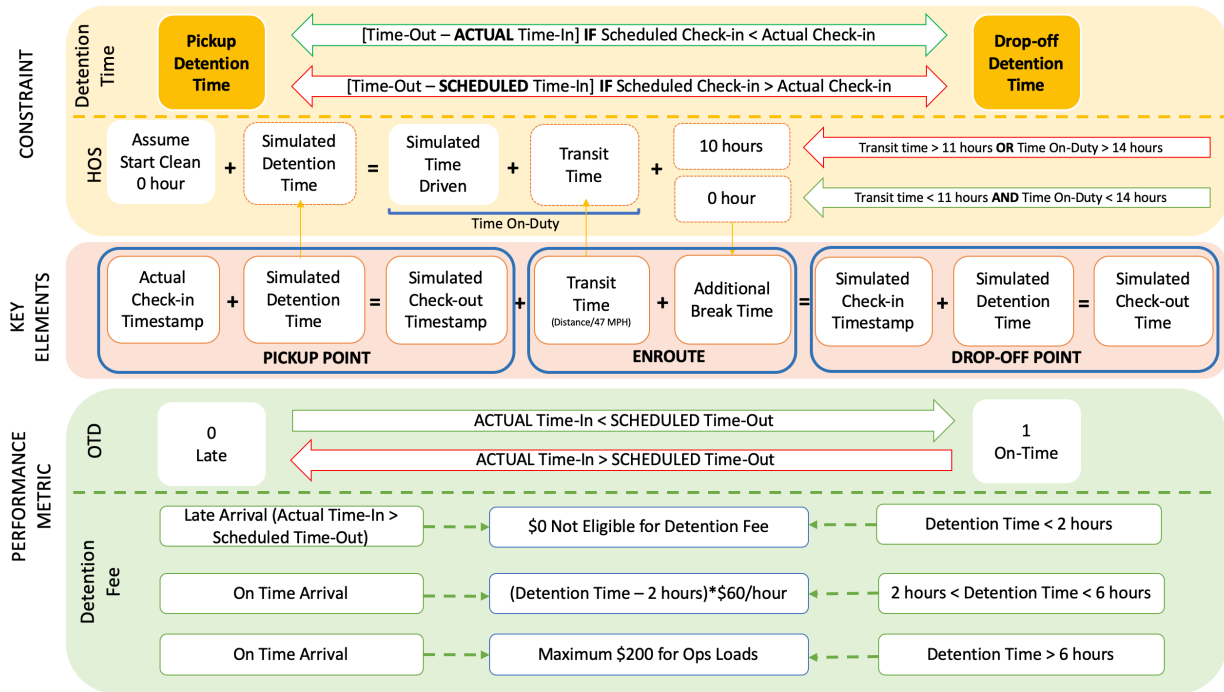 CONSTRAINT
Detention
Time
Pickup
Detention
Time
[Time-Out – ACTUAL Time-In] IF Scheduled Check-in < Actual Check-in
[Time-Out – SCHEDULED Time-In] IF Scheduled Check-in > Actual Check-in
Drop-off
Detention
Time
HOS
Assume
Start Clean
0 hour
+
Simulated
Detention
Time
=
Simulated
Time
Driven
+
Transit
Time
+
10 hours
0 hour
Transit time > 11 hours OR Time On-Duty > 14 hours
Transit time < 11 hours AND Time On-Duty < 14 hours
Time On-Duty
KEY
ELEMENTS
Actual
Check-in
Timestamp
+
Simulated
Detention
Time
=
Simulated
Check-out
Timestamp
PICKUP POINT
+
Transit
Time
(Distance/47 MPH)
+
Additional
Break Time
ENROUTE
=
Simulated
Check-in
Timestamp
+
Simulated
Detention
Time
=
Simulated
Check-out
Time
DROP-OFF POINT
PERFORMANCE
METRIC
OTD
0
Late
ACTUAL Time-In < SCHEDULED Time-Out
ACTUAL Time-In > SCHEDULED Time-Out
1
On-Time
Detention
Fee
Late Arrival (Actual Time-In >
Scheduled Time-Out)
$0 Not Eligible for Detention Fee
Detention Time < 2 hours
On Time Arrival
(Detention Time – 2 hours)*$60/hour
2 hours < Detention Time < 6 hours
On Time Arrival
Maximum $200 for Ops Loads
Detention Time > 6 hours